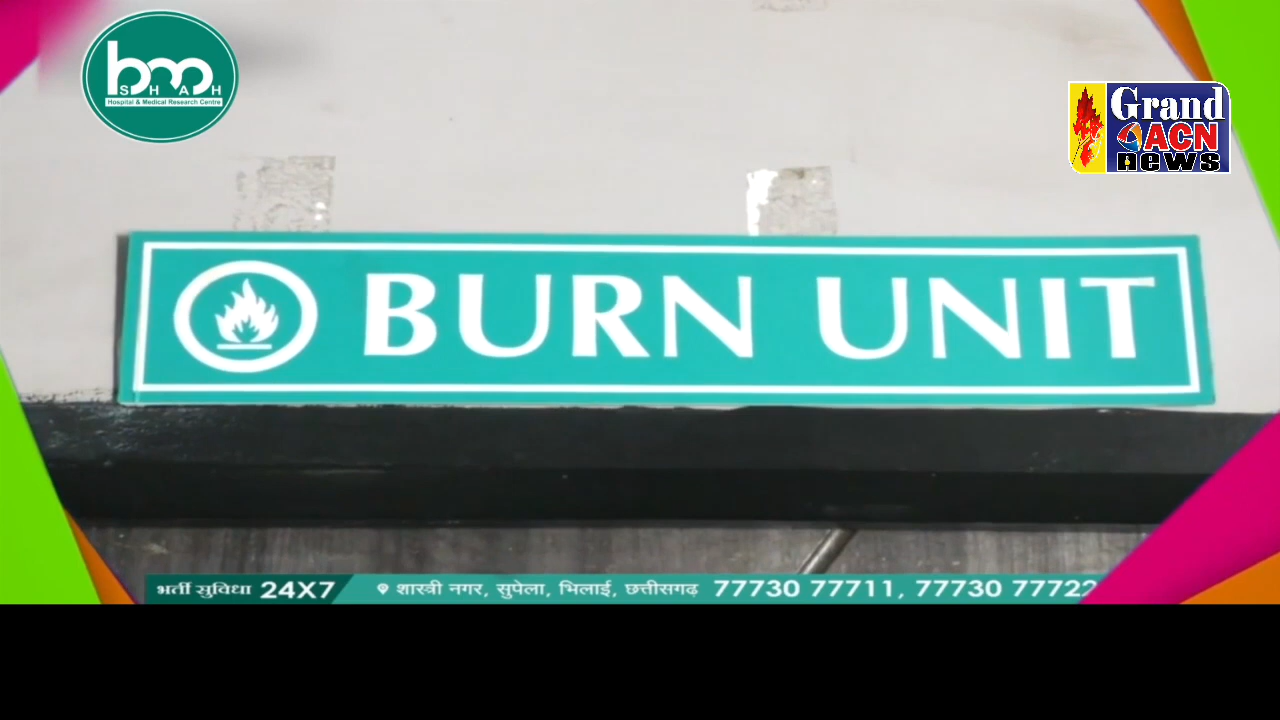 bm
SHAH
Hospital & Medical Research Centre
Grand
ACN
news
BURN UNIT
भर्ती सुविधा 24X7
शास्त्री नगर, सुपेला, भिलाई, छत्तीसगढ़ 77730 77711, 77730 77722